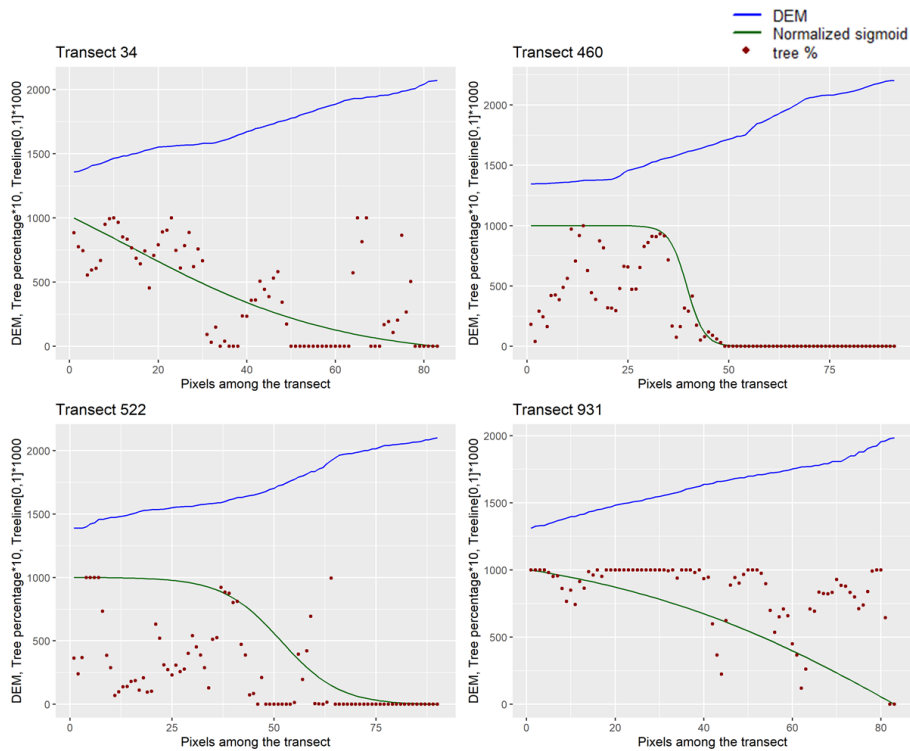 DEM
Normalized sigmoid
tree %
Transect 34
DEM, Tree percentage*10, Treeline[0,1]*1000
2000
1500
1000
500
0
0 20 40 60 80
Pixels among the transect
Transect 460
DEM, Tree percentage*10, Treeline[0,1]*1000
2000
1500
1000
500
0
0 25 50 75
Pixels among the transect
Transect 522
DEM, Tree percentage*10, Treeline[0,1]*1000
2000
1500
1000
500
0
0 25 50 75
Pixels among the transect
Transect 931
DEM, Tree percentage*10, Treeline[0,1]*1000
2000
1500
1000
500
0
0 20 40 60 80
Pixels among the transect